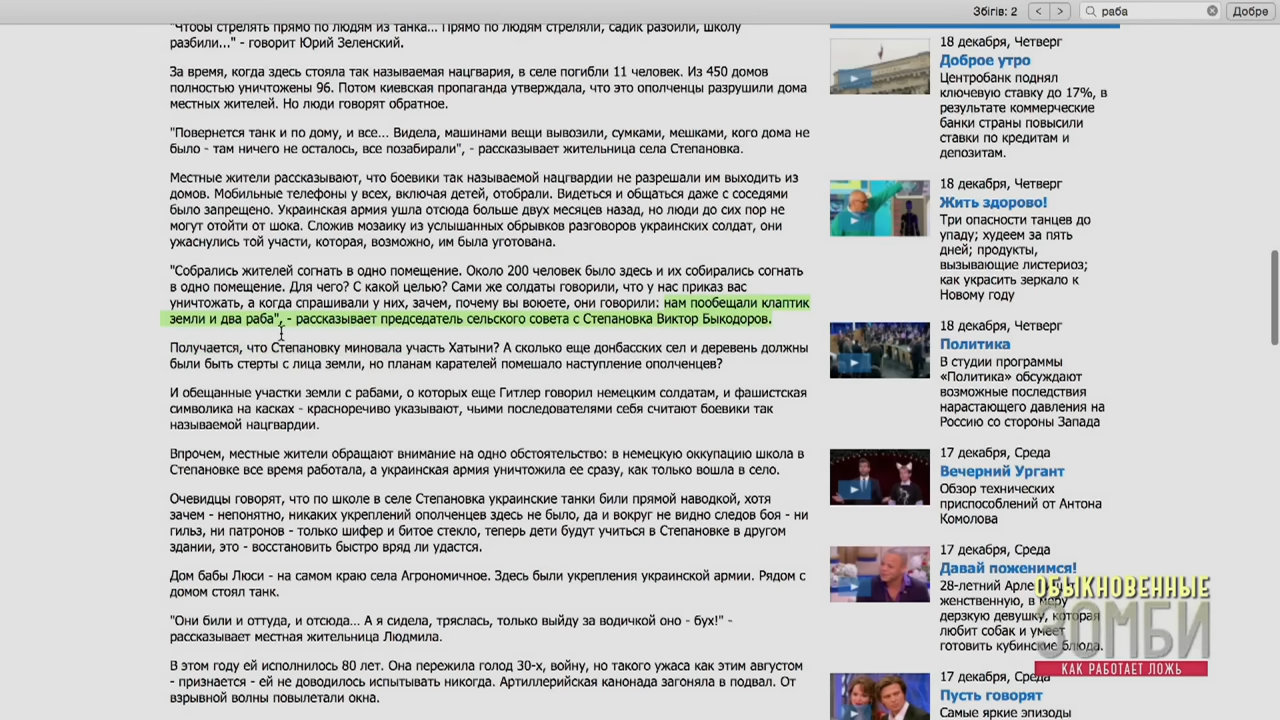 Збігів: 2
раба
Добре
"Чтобы стрелять прямо по людям из танка... Прямо по людям стреляли, садик разбили, школу
разбили..." - говорит Юрий Зеленский.
За время, когда здесь стояла так называемая нацгвария, в селе погибли 11 человек. Из 450 домов
полностью уничтожены 96. Потом киевская пропаганда утверждала, что это ополченцы разрушили дома
местных жителей. Но люди говорят обратное.
"Повернется танк и по дому, и все... Видела, машинами вещи вывозили, сумками, мешками, кого дома не
было - там ничего не осталось, все позабирали", - рассказывает жительница села Степановка.
Местные жители рассказывают, что боевики так называемой нацгвардии не разрешали им выходить из
домов. Мобильные телефоны у всех, включая детей, отобрали. Видеться и общаться даже с соседями
было запрещено. Украинская армия ушла отсюда больше двух месяцев назад, но люди до сих пор не
могут отойти от шока. Сложив мозаику из услышанных обрывков разговоров украинских солдат, они
ужаснулись той участи, которая, возможно, им была уготована.
"Собрались жителей согнать в одно помещение. Около 200 человек было здесь и их собирались согнать
в одно помещение. Для чего? С какой целью? Сами же солдаты говорили, что у нас приказ вас
уничтожать, а когда спрашивали у них, зачем, почему вы воюете, они говорили: нам пообещали клаптик
земли и два раба", - рассказывает председатель сельского совета с Степановка Виктор Быкодоров.
Получается, что Степановку миновала участь Хатыни? А сколько еще донбасских сел и деревень должны
были быть стерты с лица земли, но планам карателей помешало наступление ополченцев?
И обещанные участки земли с рабами, о которых еще Гитлер говорил немецким солдатам, и фашистская
символика на касках - красноречиво указывают, чьими последователями себя считают боевики так
называемой нацгвардии.
Впрочем, местные жители обращают внимание на одно обстоятельство: в немецкую оккупацию школа в
Степановке все время работала, а украинская армия уничтожила ее сразу, как только вошла в село.
Очевидцы говорят, что по школе в селе Степановка украинские танки били прямой наводкой, хотя
зачем - непонятно, никаких укреплений ополченцев здесь не было, да и вокруг не видно следов боя - ни
гильз, ни патронов - только шифер и битое стекло, теперь дети будут учиться в Степановке в другом
здании, это - восстановить быстро вряд ли удастся.
Дом бабы Люси - на самом краю села Агрономичное. Здесь были укрепления украинской армии. Рядом с
домом стоял танк.
"Они били и оттуда, и отсюда... А я сидела, тряслась, только выйду за водичкой оно - бух!" -
рассказывает местная жительница Людмила.
В этом году ей исполнилось 80 лет. Она пережила голод 30-х, войну, но такого ужаса как этим августом
- признается - ей не доводилось испытывать никогда. Артиллерийская канонада загоняла в подвал. От
взрывной волны повылетали окна.
18 декабря, Четверг
Доброе утро
Центробанк поднял
ключевую ставку до 17%, в
результате коммерческие
банки страны повысили
ставки по кредитам и
депозитам.
18 декабря, Четверг
Жить здорово!
Три опасности танцев до
упаду; худеем за пять
дней; продукты,
вызывающие листериоз;
как украсить зеркало к
Новому году
18 декабря, Четверг
Политика
В студии программы
«Политика» обсуждают
возможные последствия
нарастающего давления на
Россию со стороны Запада
17 декабря, Среда
Вечерний Ургант
Обзор технических
приспособлений от Антона
Комолова
17 декабря, Среда
Давай поженимся!
28-летний Арле
женственную, в меру
дерзкую девушку, которая
любит собак и умеет
готовить кубинские блюда.
17 декабря, Среда
Пусть говорят
Самые яркие эпизоды
ОБЫКНОВЕННЫЕ
ЗОМБИ
КАК РАБОТАЕТ ЛОЖЬ